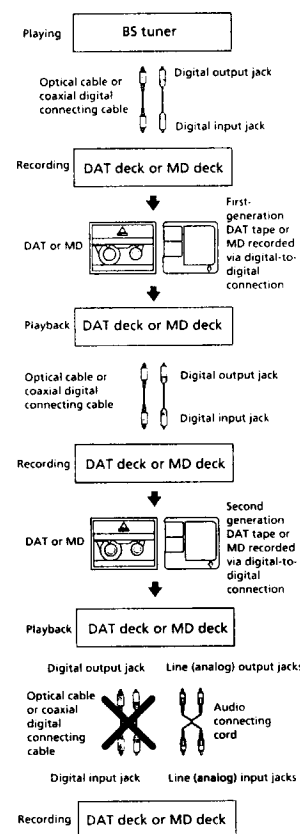 Playing
BS tuner
Optical cable or
coaxial digital
connecting cable
Digital output jack
Digital input jack
Recording
DAT deck or MD deck
DAT or MD
First-
generation
DAT tape or
MD recorded
via digital-to-
digital
connection
Playback
DAT deck or MD deck
Optical cable or
coaxial digital
connecting cable
Digital output jack
Digital input jack
Recording
DAT deck or MD deck
DAT or MD
Second
generation
DAT tape or
MD recorded
via digital-to-
digital
connection
Playback
DAT deck or MD deck
Digital output jack
Line (analog) output jacks
Optical cable
or coaxial
digital
connecting
cable
Audio
connecting
cord
Digital input jack
Line (analog) input jacks
Recording
DAT deck or MD deck